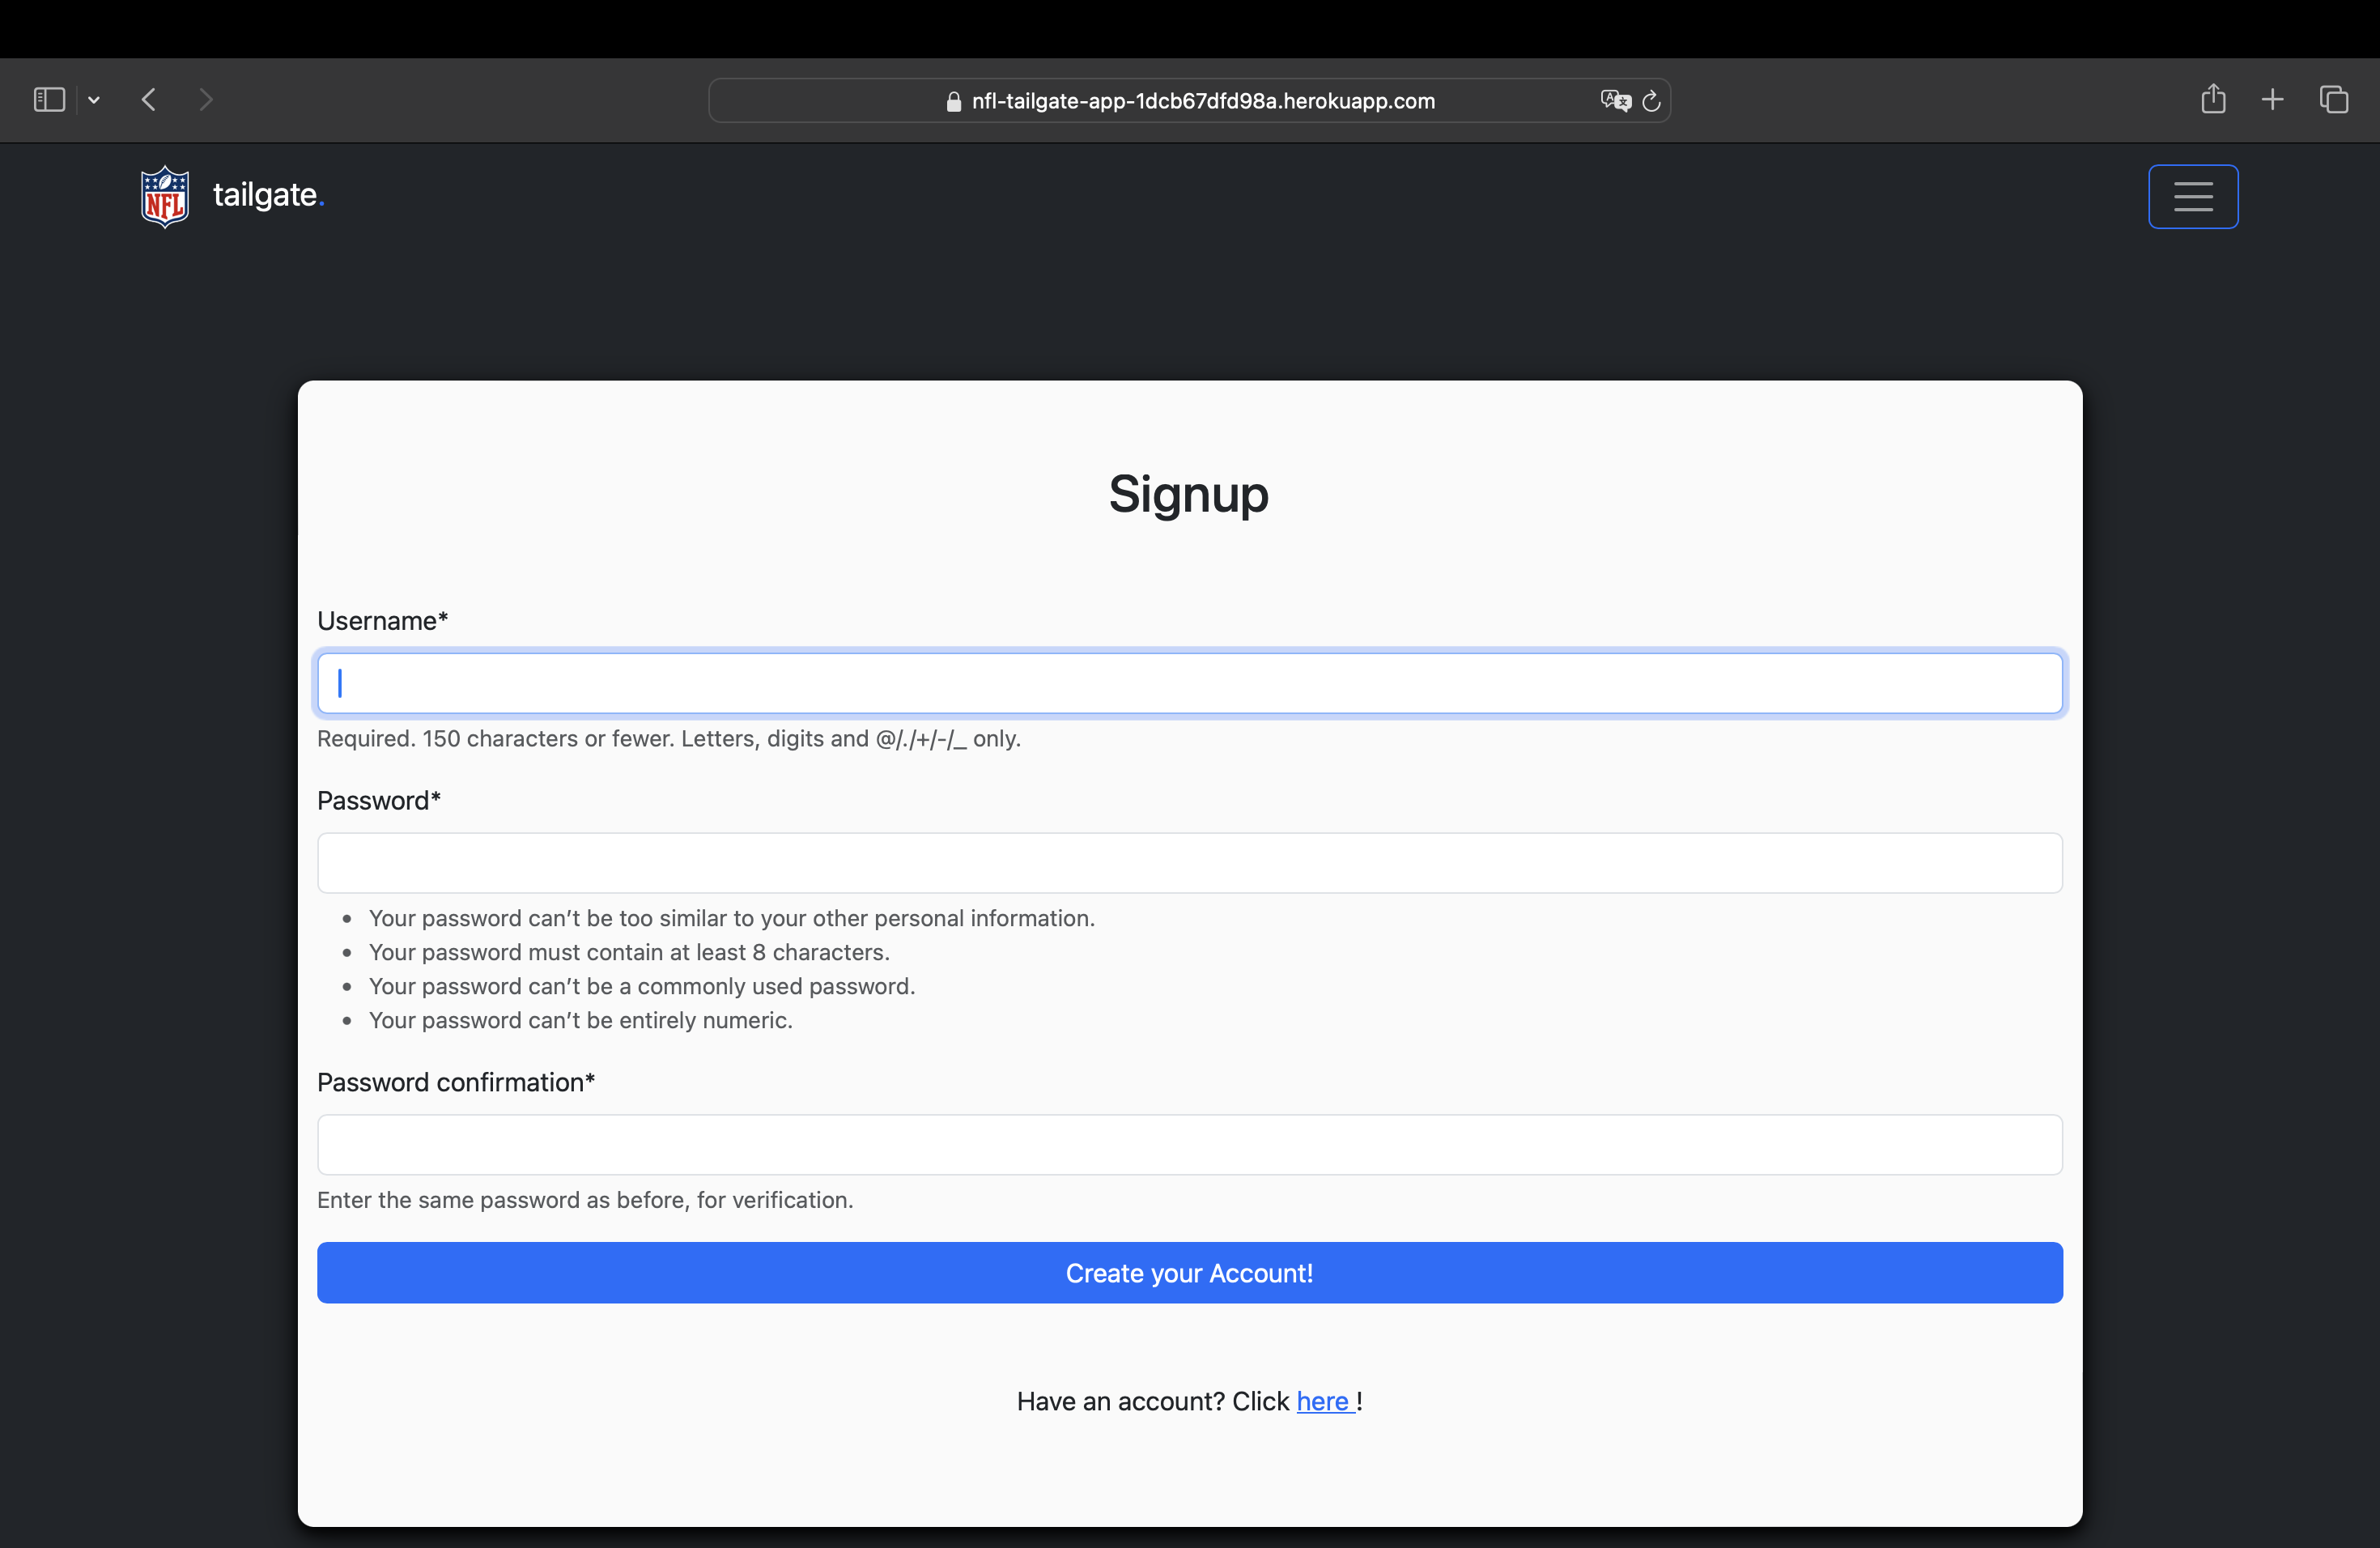 nfl-tailgate-app-1dcb67dfd98a.herokuapp.com
NFL
tailgate.
Signup
Username*
Required. 150 characters or fewer. Letters, digits and @/./+/-/_ only.
Password*
• Your password can’t be too similar to your other personal information.
• Your password must contain at least 8 characters.
• Your password can’t be a commonly used password.
• Your password can’t be entirely numeric.
Password confirmation*
Enter the same password as before, for verification.
Create your Account!
Have an account? Click here !